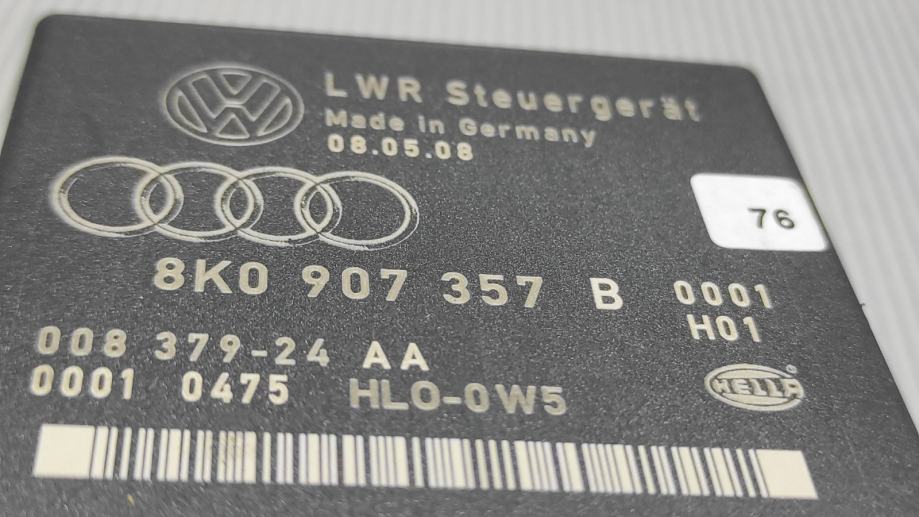 LWR Steuergerät
Made in Germany
08.05.08
76
8K0 907 357 B 0001
H01
008 379-24 AA
0001 0475 HLO-0W5
HELLA